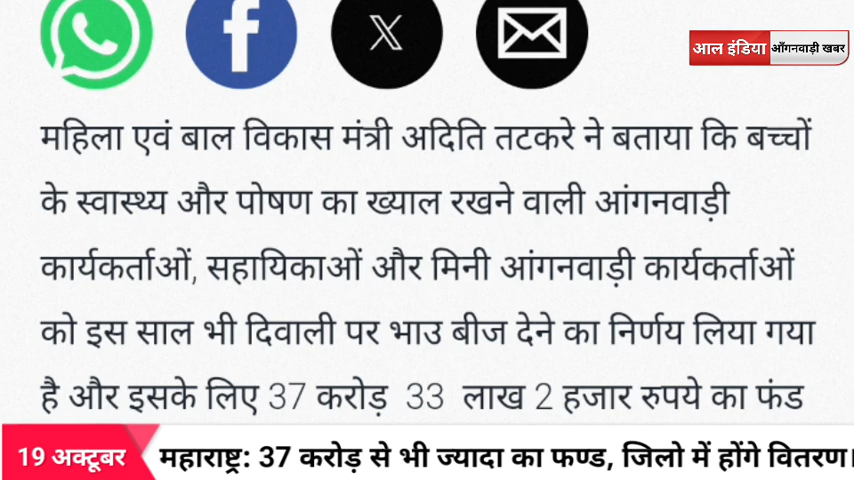 आल इंडिया आँगनवाड़ी खबर
महिला एवं बाल विकास मंत्री अदिति तटकरे ने बताया कि बच्चों
के स्वास्थ्य और पोषण का ख्याल रखने वाली आंगनवाड़ी
कार्यकर्ताओं, सहायिकाओं और मिनी आंगनवाड़ी कार्यकर्ताओं
को इस साल भी दिवाली पर भाउ बीज देने का निर्णय लिया गया
है और इसके लिए 37 करोड़ 33 लाख 2 हजार रुपये का फंड
19 अक्टूबर महाराष्ट्र: 37 करोड़ से भी ज्यादा का फण्ड, जिलो में होंगे वितरण।